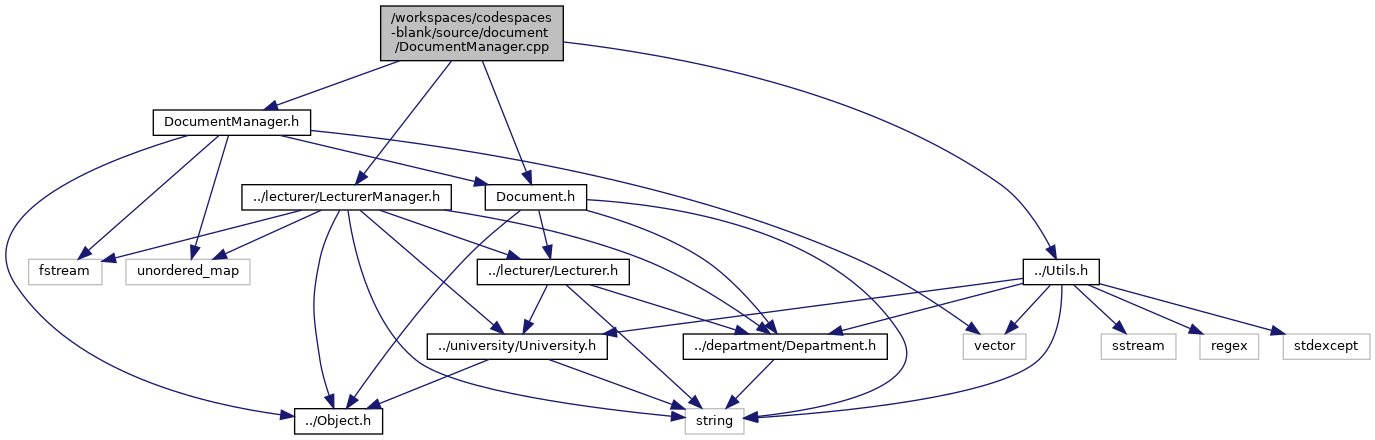 /workspaces/codespaces
-blank/source/document
/DocumentManager.cpp
DocumentManager.h
../lecturer/LecturerManager.h
Document.h
fstream
unordered_map
../lecturer/Lecturer.h
../Utils.h
../university/University.h
../department/Department.h
vector
sstream
regex
stdexcept
../Object.h
string